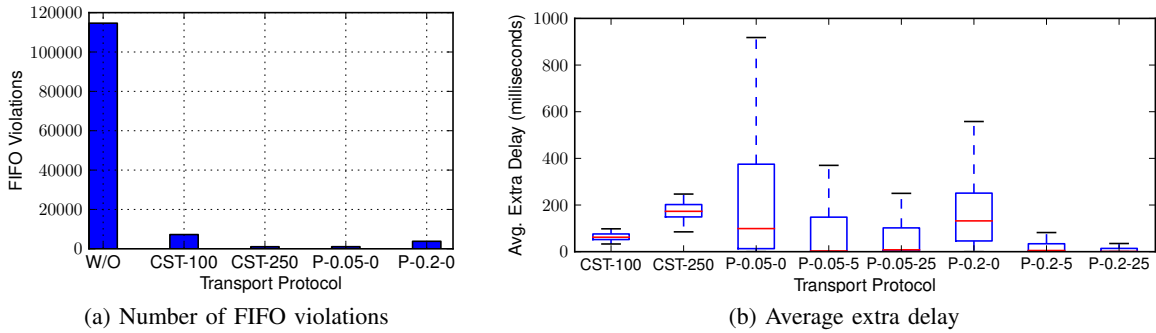 120000
100000
80000
60000
40000
20000
0
FIFO Violations
W/O CST-100 CST-250 P-0.05-0 P-0.2-0
Transport Protocol
(a) Number of FIFO violations
1000
800
600
400
200
0
Avg. Extra Delay (milliseconds)
CST-100 CST-250 P-0.05-0 P-0.05-5 P-0.05-25 P-0.2-0 P-0.2-5 P-0.2-25
Transport Protocol
(b) Average extra delay